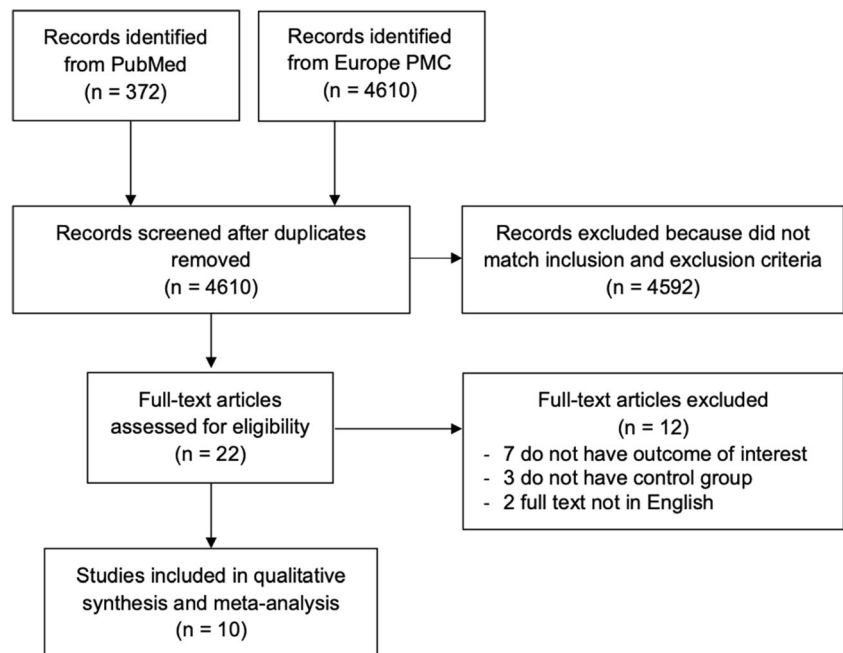 Records identified
from PubMed
(n = 372)
Records identified
from Europe PMC
(n = 4610)
Records screened after duplicates
removed
(n = 4610)
Records excluded because did not
match inclusion and exclusion criteria
(n = 4592)
Full-text articles
assessed for eligibility
(n = 22)
Full-text articles excluded
(n = 12)
- 7 do not have outcome of interest
- 3 do not have control group
- 2 full text not in English
Studies included in qualitative
synthesis and meta-analysis
(n = 10)